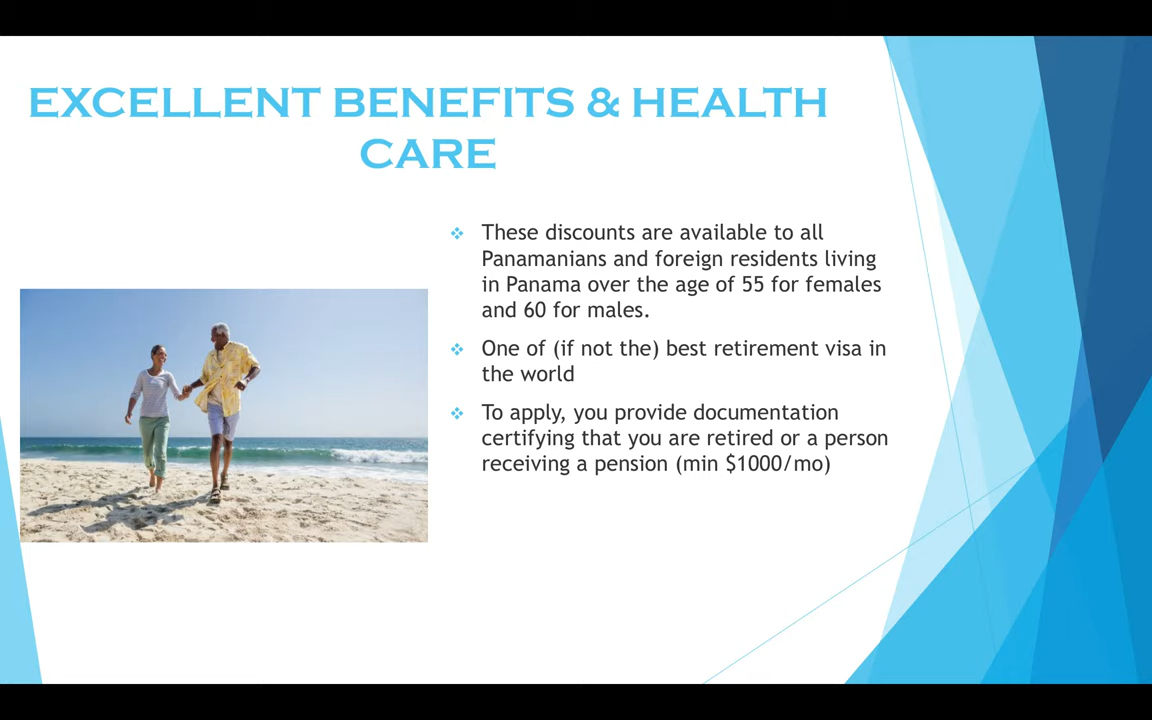 EXCELLENT BENEFITS & HEALTH
CARE
These discounts are available to all
Panamanians and foreign residents living
in Panama over the age of 55 for females
and 60 for males.
One of (if not the) best retirement visa in
the world
To apply, you provide documentation
certifying that you are retired or a person
receiving a pension (min $1000/mo)